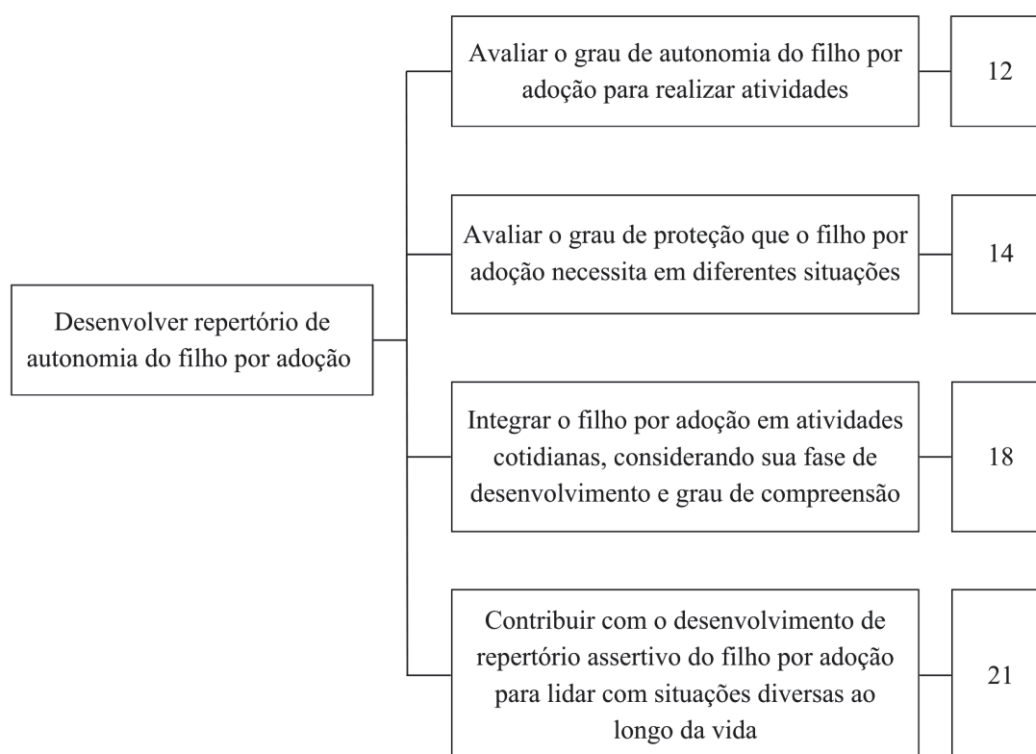 Avaliar o grau de autonomia do filho por
adoção para realizar atividades
12
Avaliar o grau de proteção que o filho por
adoção necessita em diferentes situações
14
Desenvolver repertório de
autonomia do filho por adoção
Integrar o filho por adoção em atividades
cotidianas, considerando sua fase de
desenvolvimento e grau de compreensão
18
Contribuir com o desenvolvimento de
repertório assertivo do filho por adoção
para lidar com situações diversas ao
longo da vida
21